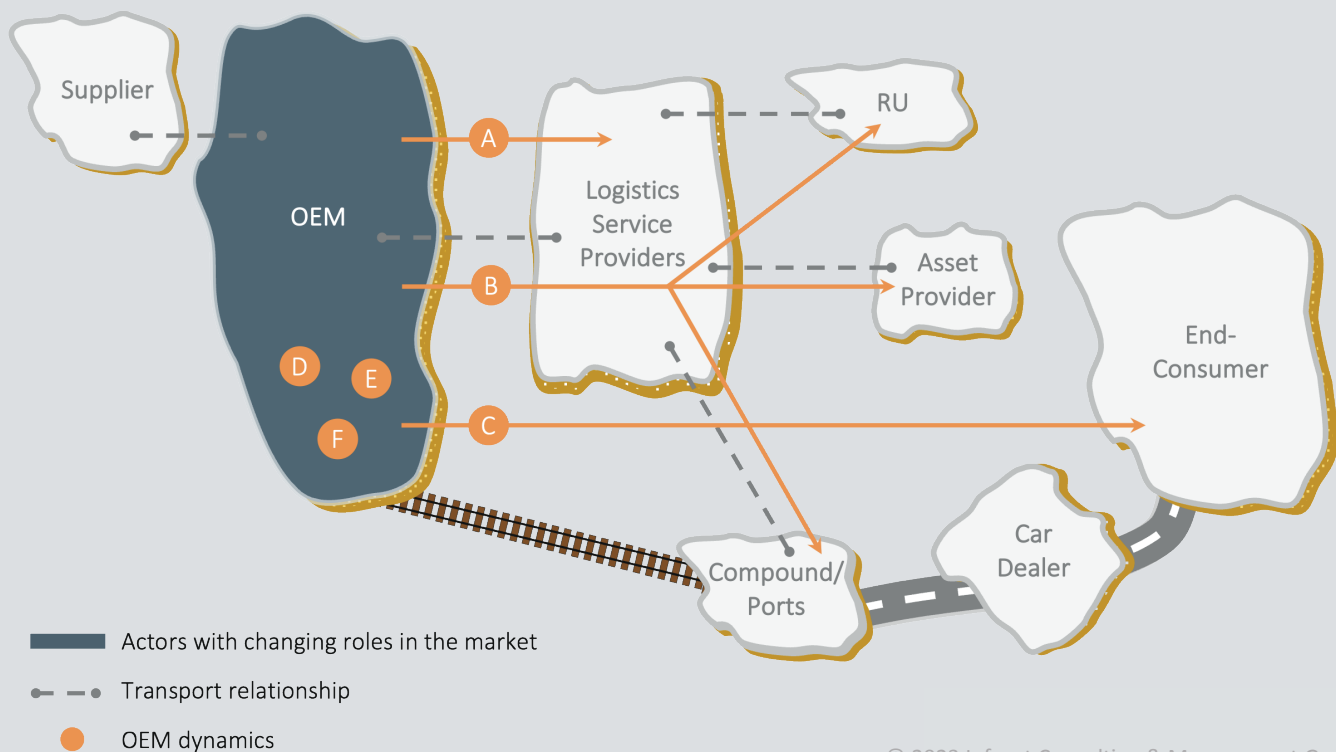 Supplier
RU
A
Logistics
Service
Providers
OEM
Asset
Provider
B
End-
Consumer
D
E
C
F
Car
Dealer
Compound/
Ports
Actors with changing roles in the market
Transport relationship
OEM dynamics